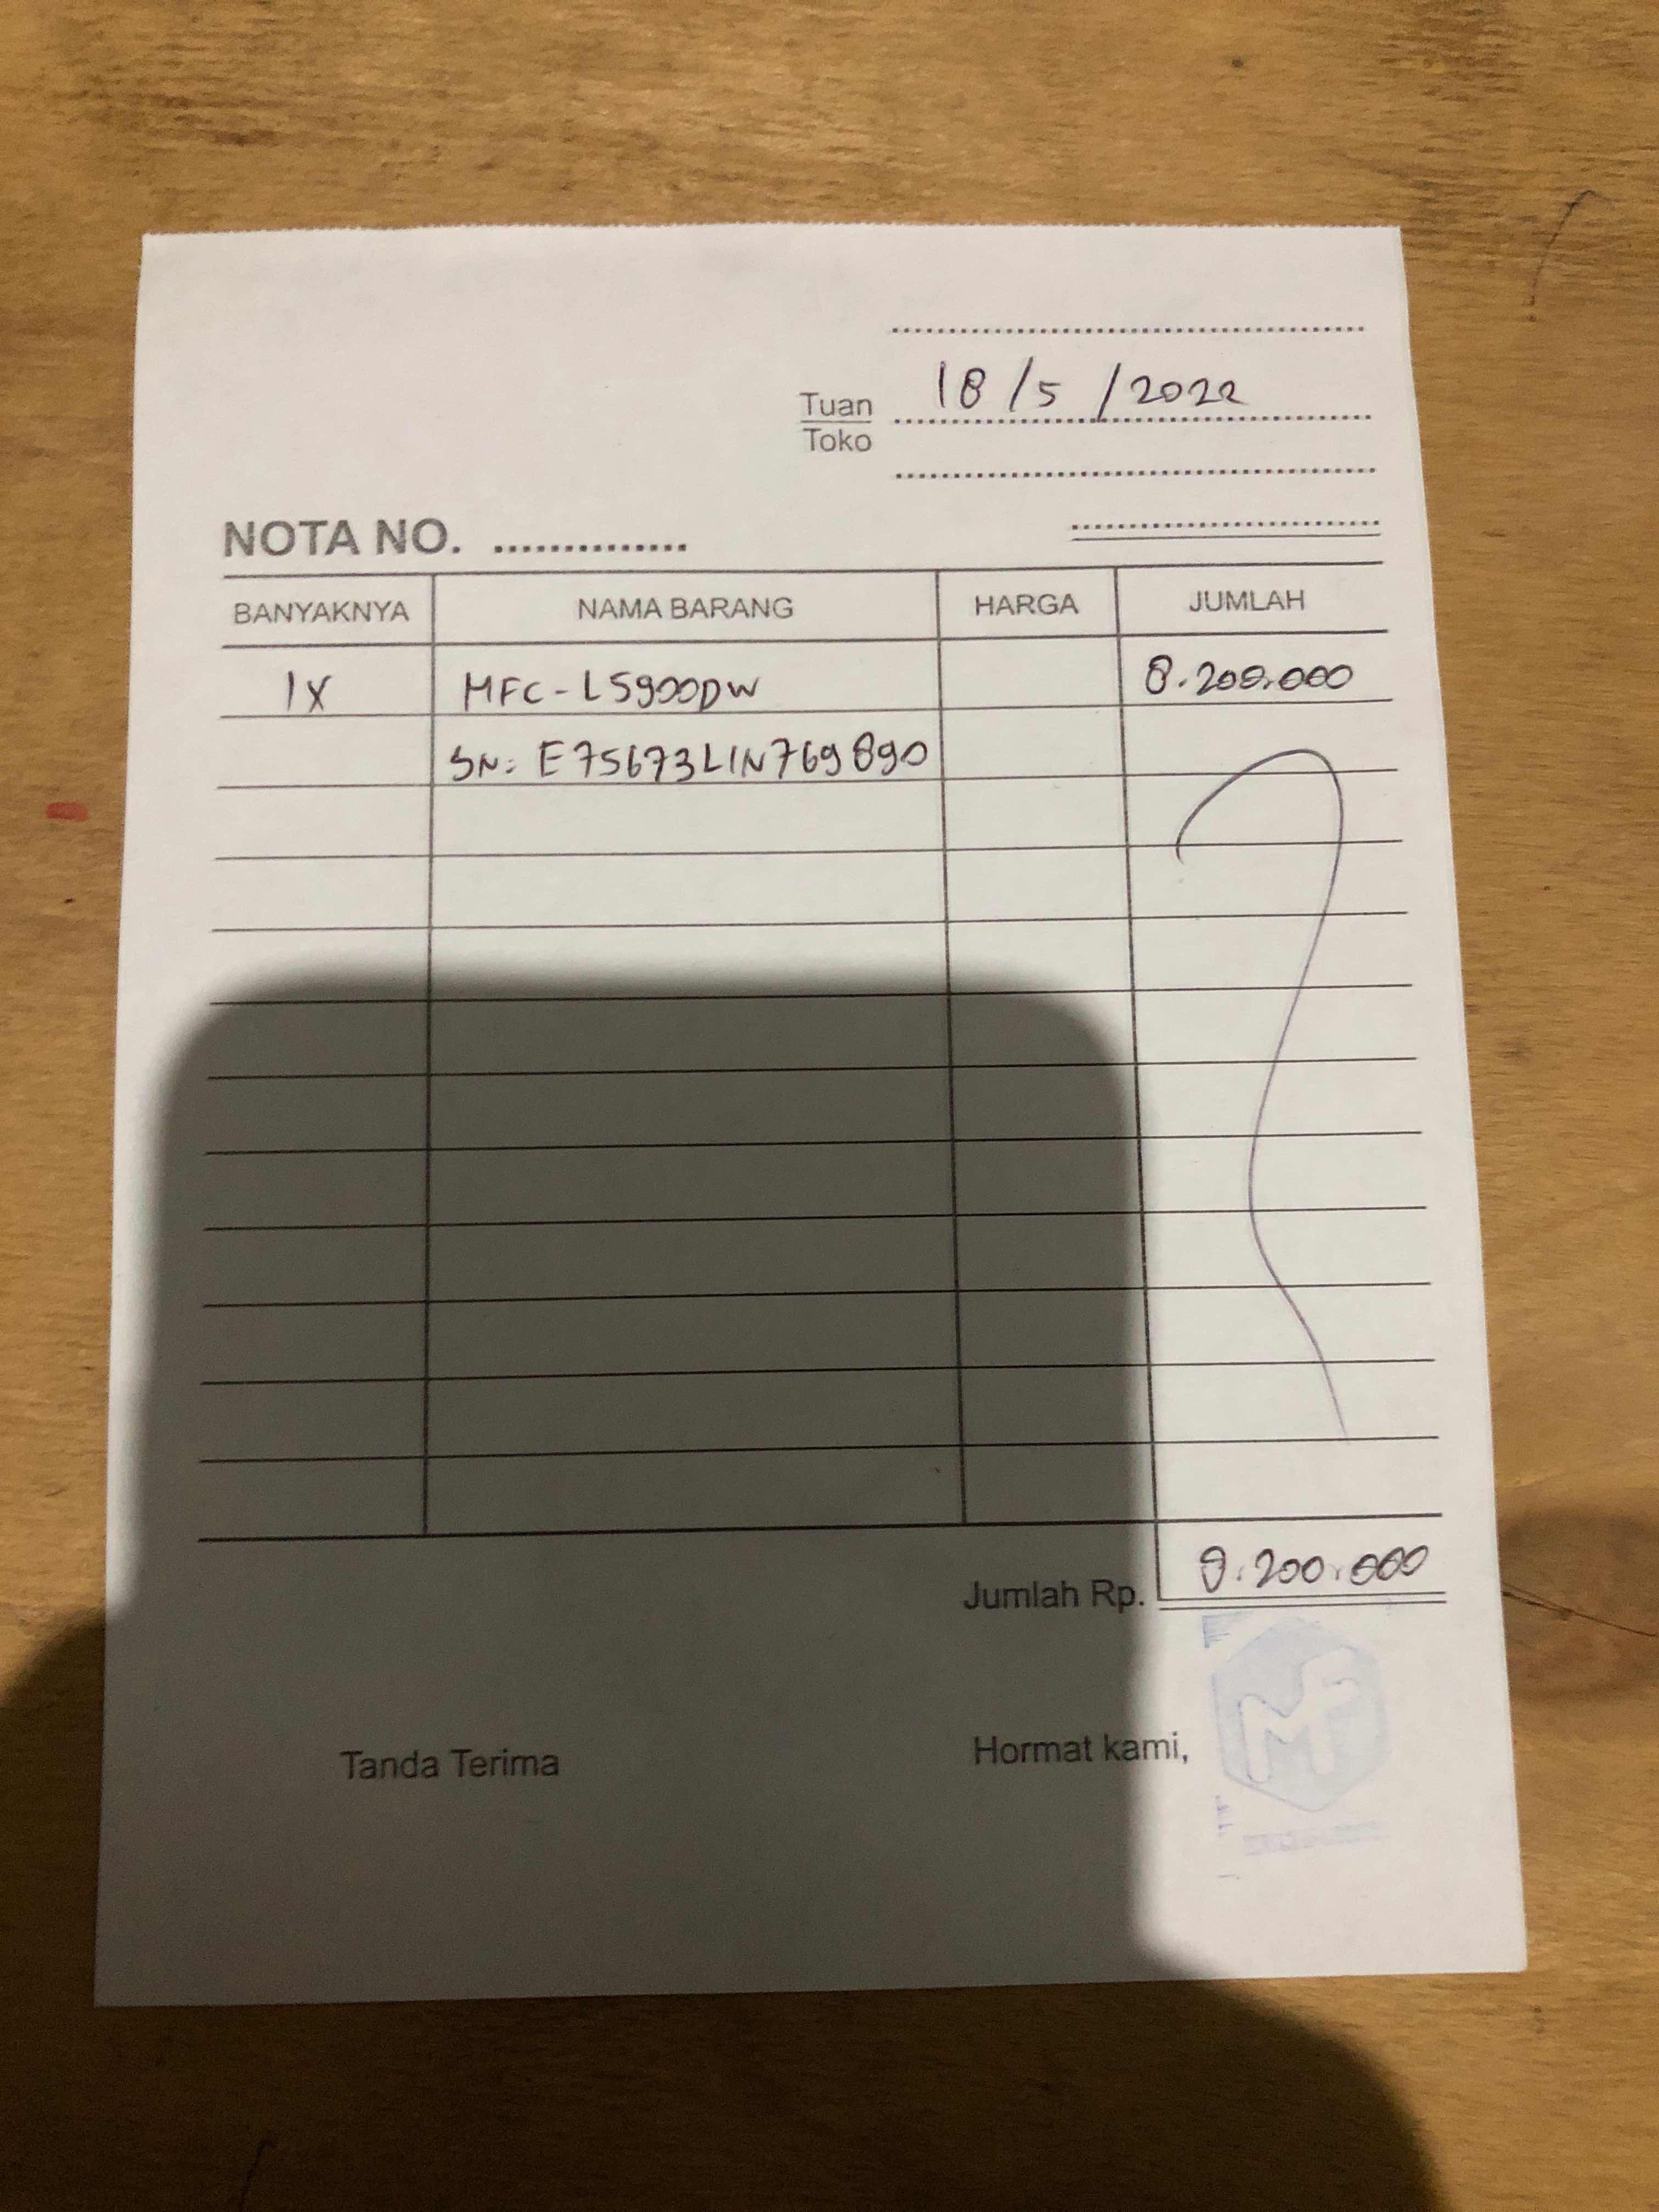 18/5/2022
Tuan
Toko
NOTA NO. ..............
BANYAKNYA NAMA BARANG HARGA JUMLAH
1X MFC-L5900DW 8.200.000
SN: E75673L1N769890
Jumlah Rp. 8.200.000
Tanda Terima Hormat kami,
MF